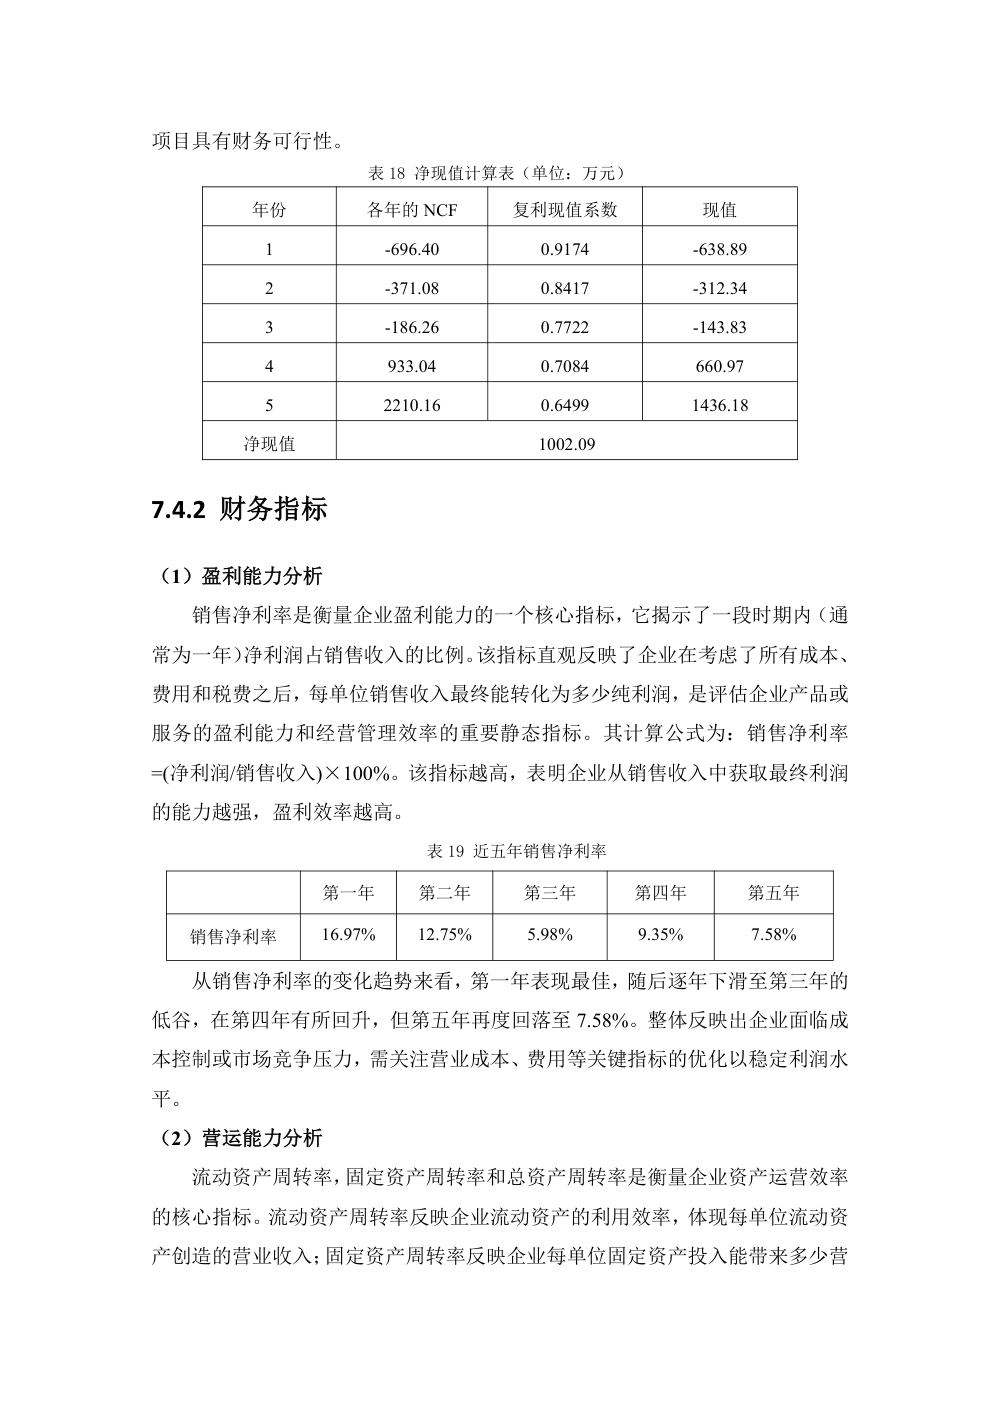 项目具有财务可行性。
表 18 净现值计算表（单位：万元）
年份 各年的 NCF 复利现值系数 现值
1 -696.40 0.9174 -638.89
2 -371.08 0.8417 -312.34
3 -186.26 0.7722 -143.83
4 933.04 0.7084 660.97
5 2210.16 0.6499 1436.18
净现值 1002.09
7.4.2 财务指标
（1）盈利能力分析
销售净利率是衡量企业盈利能力的一个核心指标，它揭示了一段时期内（通
常为一年）净利润占销售收入的比例。该指标直观反映了企业在考虑了所有成本、
费用和税费之后，每单位销售收入最终能转化为多少纯利润，是评估企业产品或
服务的盈利能力和经营管理效率的重要静态指标。其计算公式为：销售净利率
=(净利润/销售收入)×100%。该指标越高，表明企业从销售收入中获取最终利润
的能力越强，盈利效率越高。
表 19 近五年销售净利率
第一年 第二年 第三年 第四年 第五年
销售净利率 16.97% 12.75% 5.98% 9.35% 7.58%
从销售净利率的变化趋势来看，第一年表现最佳，随后逐年下滑至第三年的
低谷，在第四年有所回升，但第五年再度回落至 7.58%。整体反映出企业面临成
本控制或市场竞争压力，需关注营业成本、费用等关键指标的优化以稳定利润水
平。
（2）营运能力分析
流动资产周转率，固定资产周转率和总资产周转率是衡量企业资产运营效率
的核心指标。流动资产周转率反映企业流动资产的利用效率，体现每单位流动资
产创造的营业收入；固定资产周转率反映企业每单位固定资产投入能带来多少营